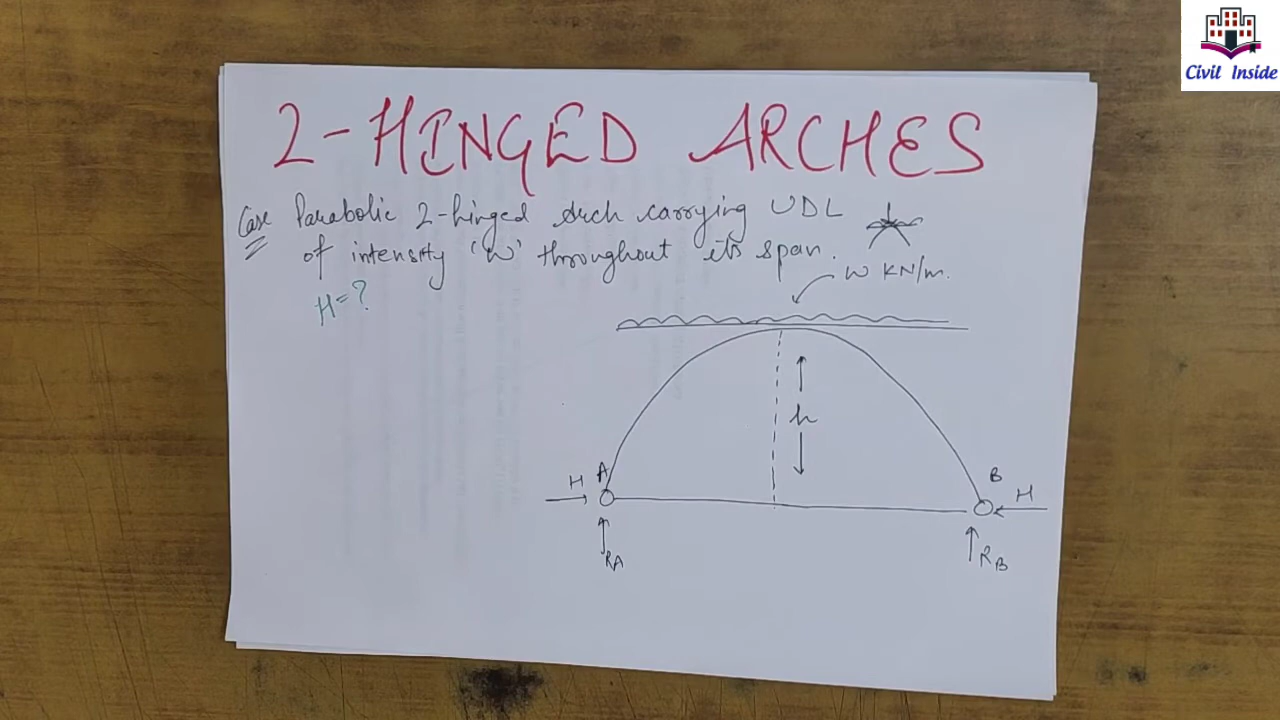 Civil Inside
2-HINGED ARCHES
Case Parabolic 2-hinged Arch carrying UDL
of intensity 'w' throughout its span.
w KN/m.
H=?
h
A
B
H
H
RA
RB